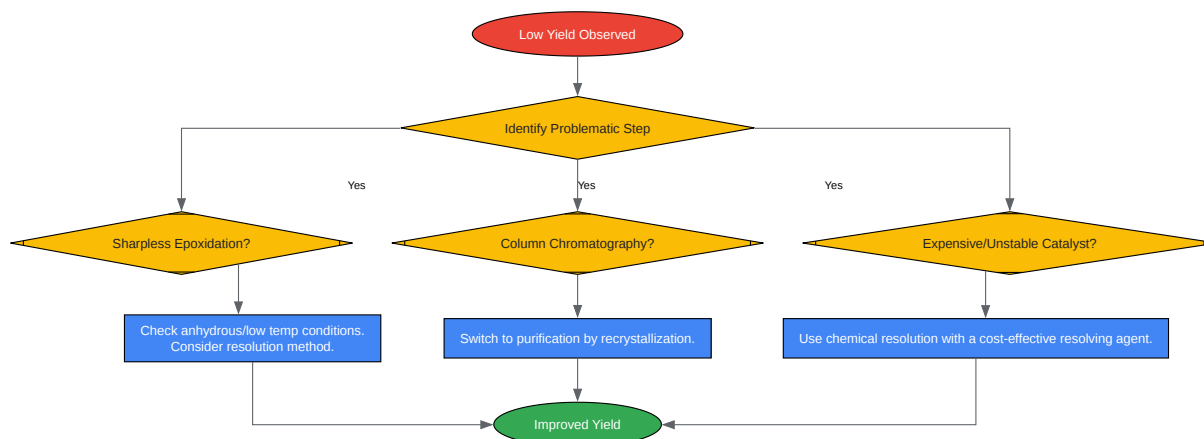 Low Yield Observed
Identify Problematic Step
Yes
Yes
Yes
Sharpless Epoxidation?
Column Chromatography?
Expensive/Unstable Catalyst?
Check anhydrous/low temp conditions.
Consider resolution method.
Switch to purification by recrystallization.
Use chemical resolution with a cost-effective resolving agent.
Improved Yield